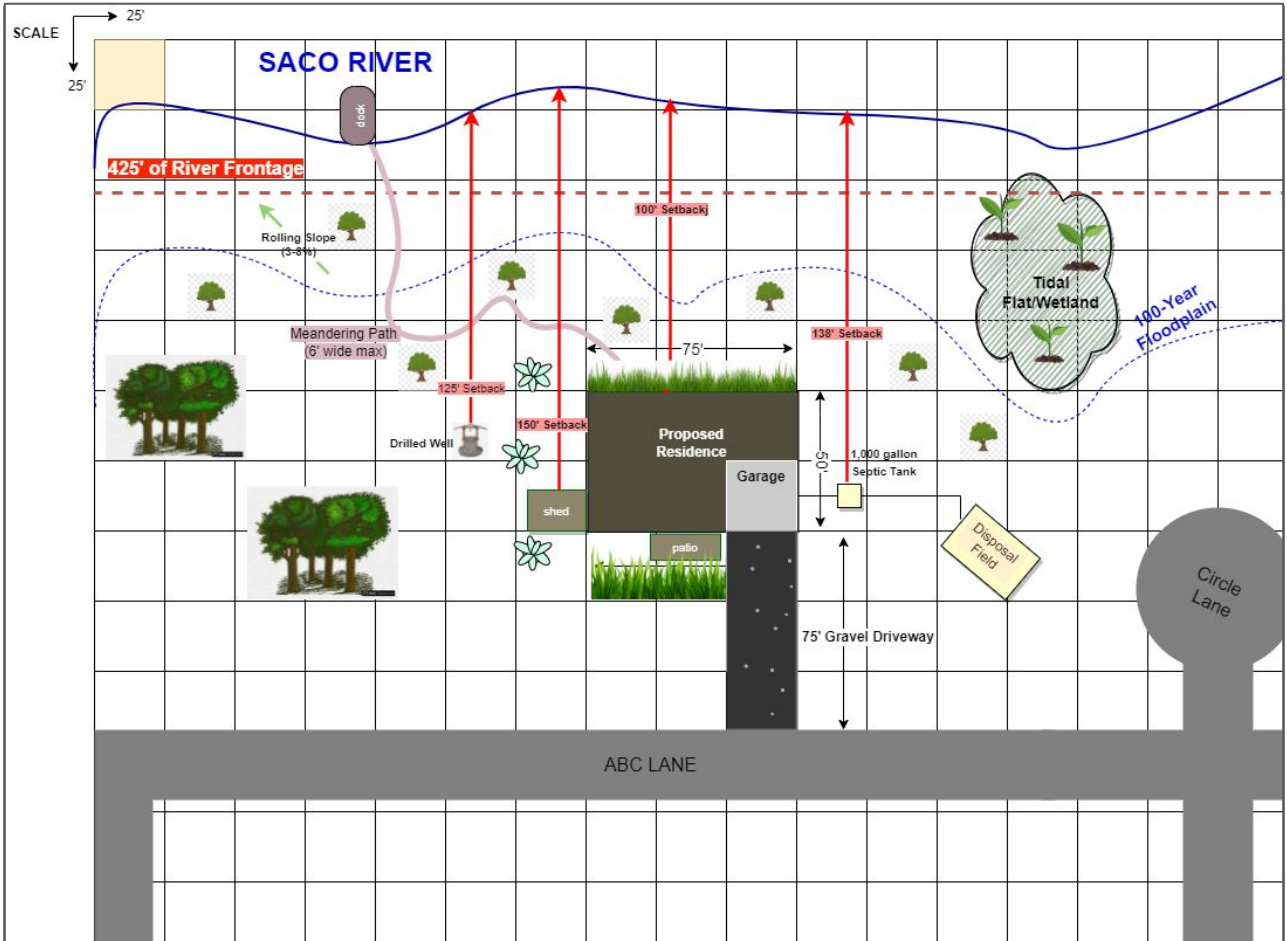 25'
SCALE
25'
SACO RIVER
dock
425' of River Frontage
100' Setbackj
Rolling Slope
(3-8%)
Tidal
Flat/Wetland
100-Year
Floodplain
Meandering Path
(6' wide max)
138' Setback
75'
125' Setback
150' Setback
Drilled Well
Proposed
Residence
50'
1,000 gallon
Septic Tank
Garage
shed
patio
Disposal
Field
Circle
Lane
75' Gravel Driveway
ABC LANE